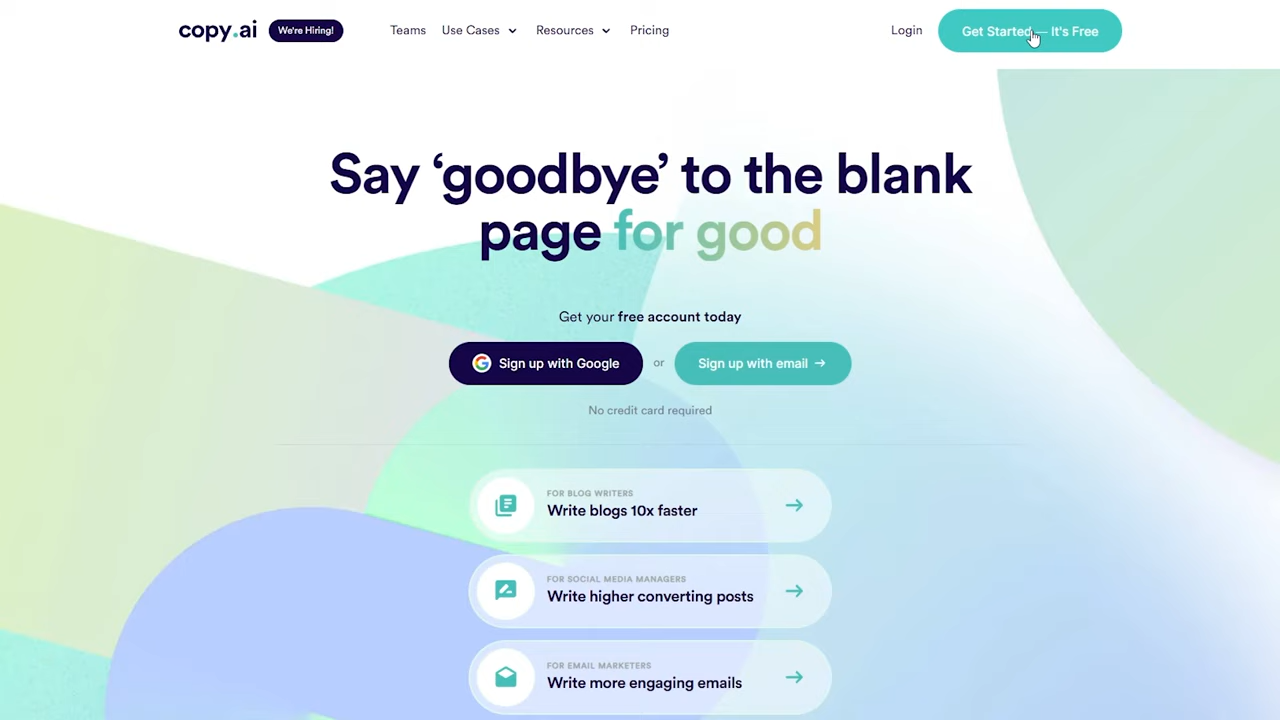 copy.ai We're Hiring! Teams Use Cases Resources Pricing Login Get Started — It's Free
Say ‘goodbye’ to the blank
page for good
Get your free account today
Sign up with Google or Sign up with email →
No credit card required
FOR BLOG WRITERS
Write blogs 10x faster
FOR SOCIAL MEDIA MANAGERS
Write higher converting posts
FOR EMAIL MARKETERS
Write more engaging emails